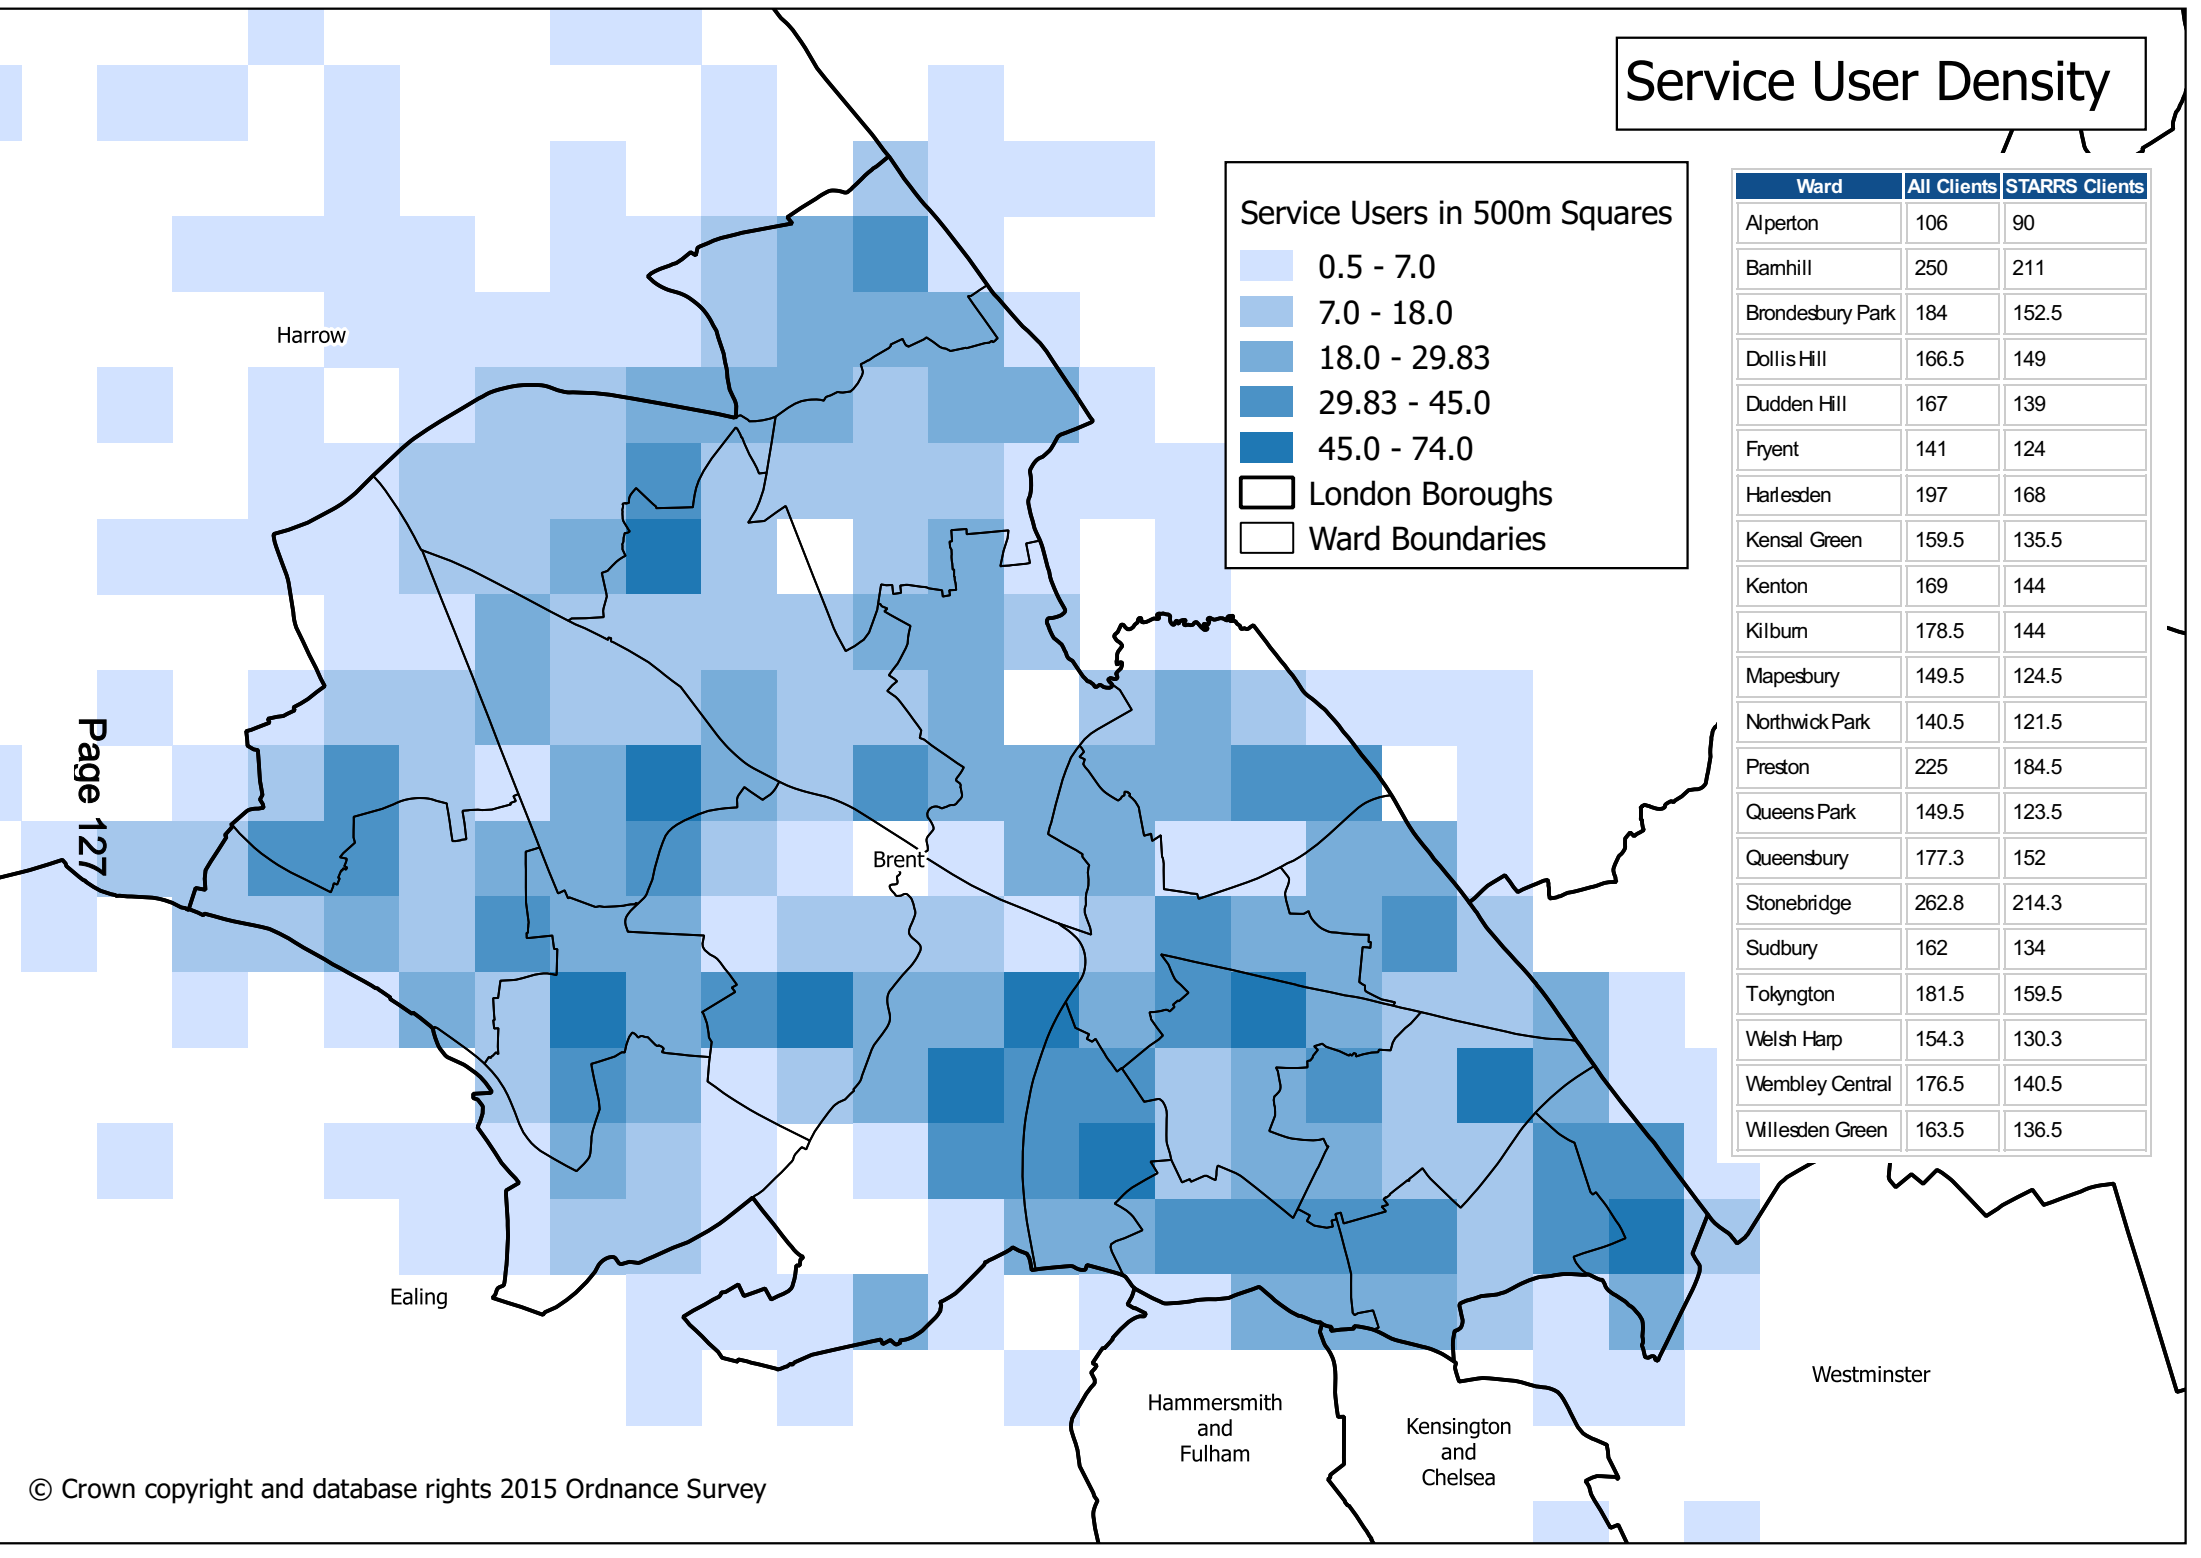 Service User Density
Service Users in 500m Squares
0.5 - 7.0
7.0 - 18.0
18.0 - 29.83
29.83 - 45.0
45.0 - 74.0
London Boroughs
Ward Boundaries
Ward All Clients STARRS Clients
Alperton 106 90
Barnhill 250 211
Brondesbury Park 184 152.5
Dollis Hill 166.5 149
Dudden Hill 167 139
Fryent 141 124
Harlesden 197 168
Kensal Green 159.5 135.5
Kenton 169 144
Kilburn 178.5 144
Mapesbury 149.5 124.5
Northwick Park 140.5 121.5
Preston 225 184.5
Queens Park 149.5 123.5
Queensbury 177.3 152
Stonebridge 262.8 214.3
Sudbury 162 134
Tokyngton 181.5 159.5
Welsh Harp 154.3 130.3
Wembley Central 176.5 140.5
Willesden Green 163.5 136.5
Harrow
Page 127
Brent
Ealing
Hammersmith
and
Fulham
Kensington
and
Chelsea
Westminster
© Crown copyright and database rights 2015 Ordnance Survey